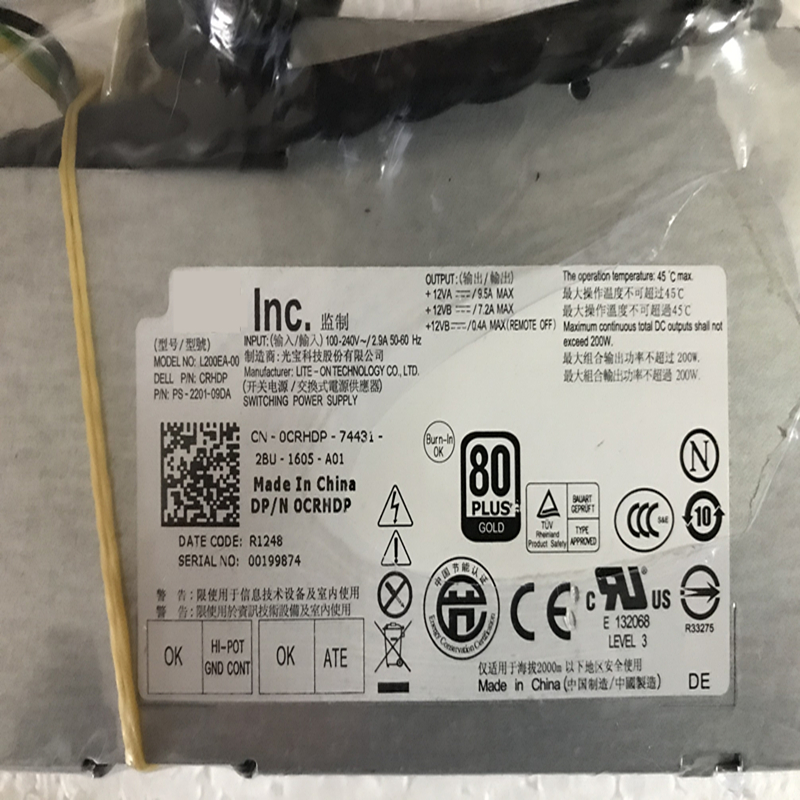 Inc. 监制
(型号/型號)
MODEL NO: L200EA-00
DELL P/N: CRHDP
P/N: PS-2201-09DA
INPUT: (输入/輸入) 100-240V~/2.9A 50-60 Hz
制造商: 光宝科技股份有限公司
Manufacturer: LITE-ON TECHNOLOGY CO., LTD.
(开关电源/交換式電源供應器)
SWITCHING POWER SUPPLY
OUTPUT: (输出/輸出)
+12VA ⎓/9.5A MAX
+12VB ⎓/7.2A MAX
+12VB ⎓/0.4A MAX(REMOTE OFF)
The operation temperature: 45 ℃ max.
最大操作温度不可超过45℃
最大操作溫度不可超過45℃
Maximum continuous total DC outputs shall not
exceed 200W.
最大组合输出功率不超过 200W.
最大組合輸出功率不超過 200W.
CN-0CRHDP-74431-
2BU-1605-A01
Made In China
DP/N 0CRHDP
DATE CODE: R1248
SERIAL NO: 00199874
Burn-In
OK
80
PLUS
GOLD
TÜV
Rheinland
Product Safety
BAUART
GEPRÜFT
TYPE
APPROVED
CCC
S&E
N
10
警 告: 限使用于信息技术设备及室内使用
警 告: 限使用於資訊技術設備及室内使用
OK
HI-POT
GND CONT
OK
ATE
中国节能认证
Energy Conservation Certification
CE
c RU US
E 132068
LEVEL 3
R33275
仅适用于海拔2000m 以下地区安全使用
Made in China (中国制造/中國製造)
DE